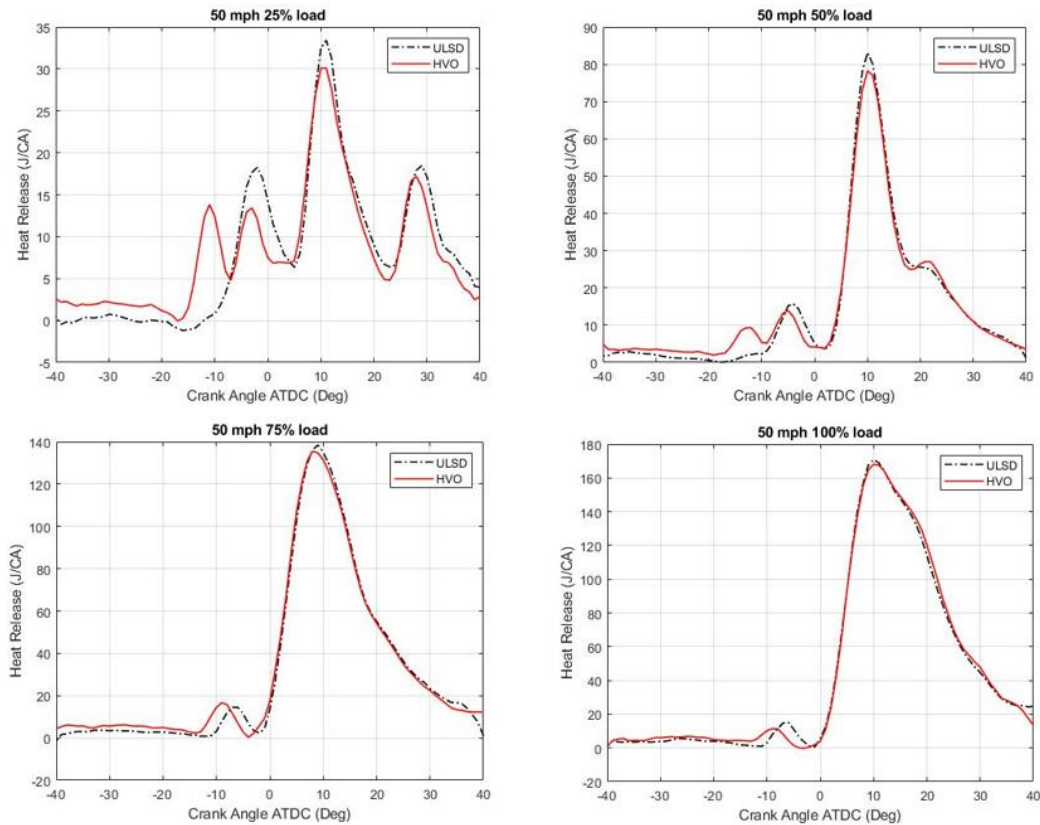 50 mph 25% load
35
30
25
20
15
10
5
0
-5
Heat Release (J/CA)
ULSD
HVO
-40 -30 -20 -10 0 10 20 30 40
Crank Angle ATDC (Deg)
50 mph 50% load
90
80
70
60
50
40
30
20
10
0
Heat Release (J/CA)
ULSD
HVO
-40 -30 -20 -10 0 10 20 30 40
Crank Angle ATDC (Deg)
50 mph 75% load
140
120
100
80
60
40
20
0
-20
Heat Release (J/CA)
ULSD
HVO
-40 -30 -20 -10 0 10 20 30 40
Crank Angle ATDC (Deg)
50 mph 100% load
180
160
140
120
100
80
60
40
20
0
-20
Heat Release (J/CA)
ULSD
HVO
-40 -30 -20 -10 0 10 20 30 40
Crank Angle ATDC (Deg)